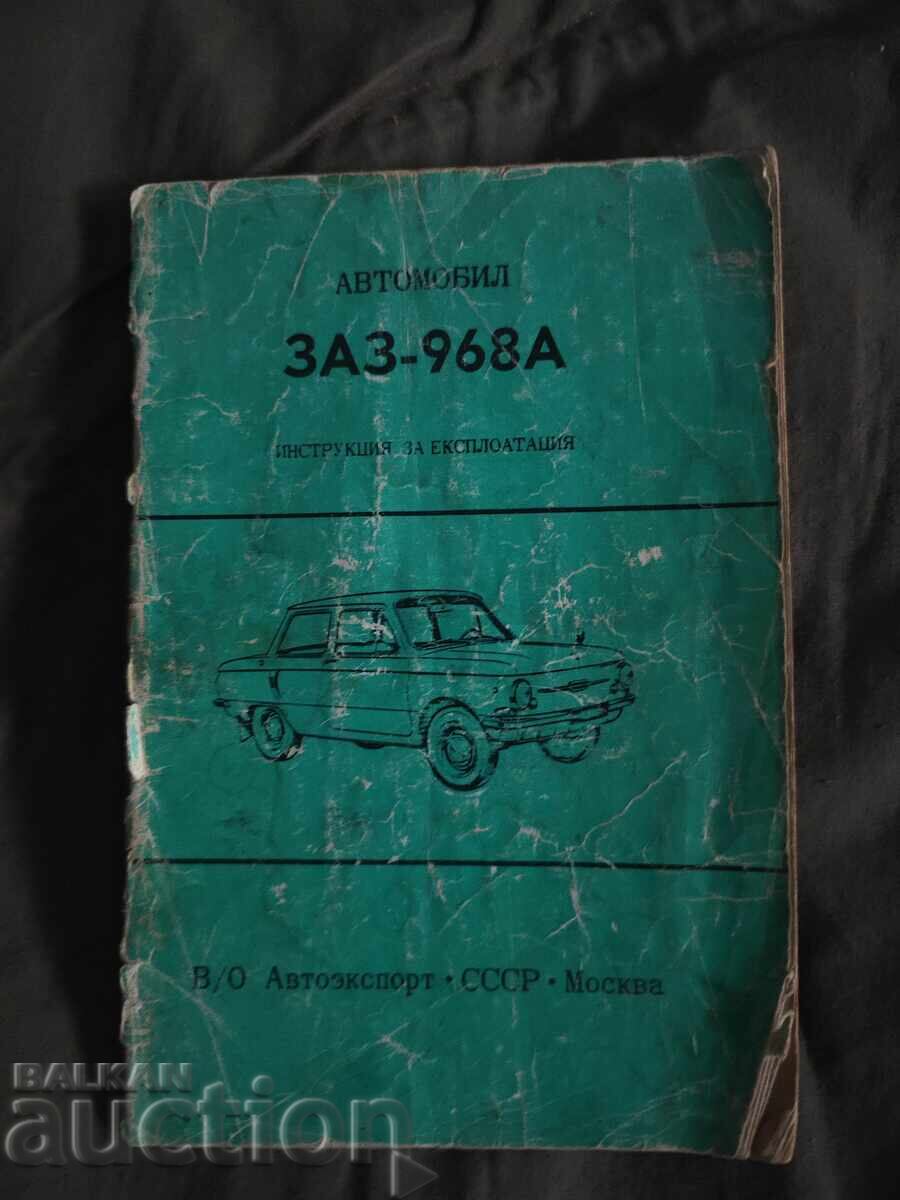 АВТОМОБИЛ
ЗАЗ-968А
ИНСТРУКЦИЯ ЗА ЕКСПЛОАТАЦИЯ
В/О Автоэкспорт · СССР · Москва
BALKAN
auction